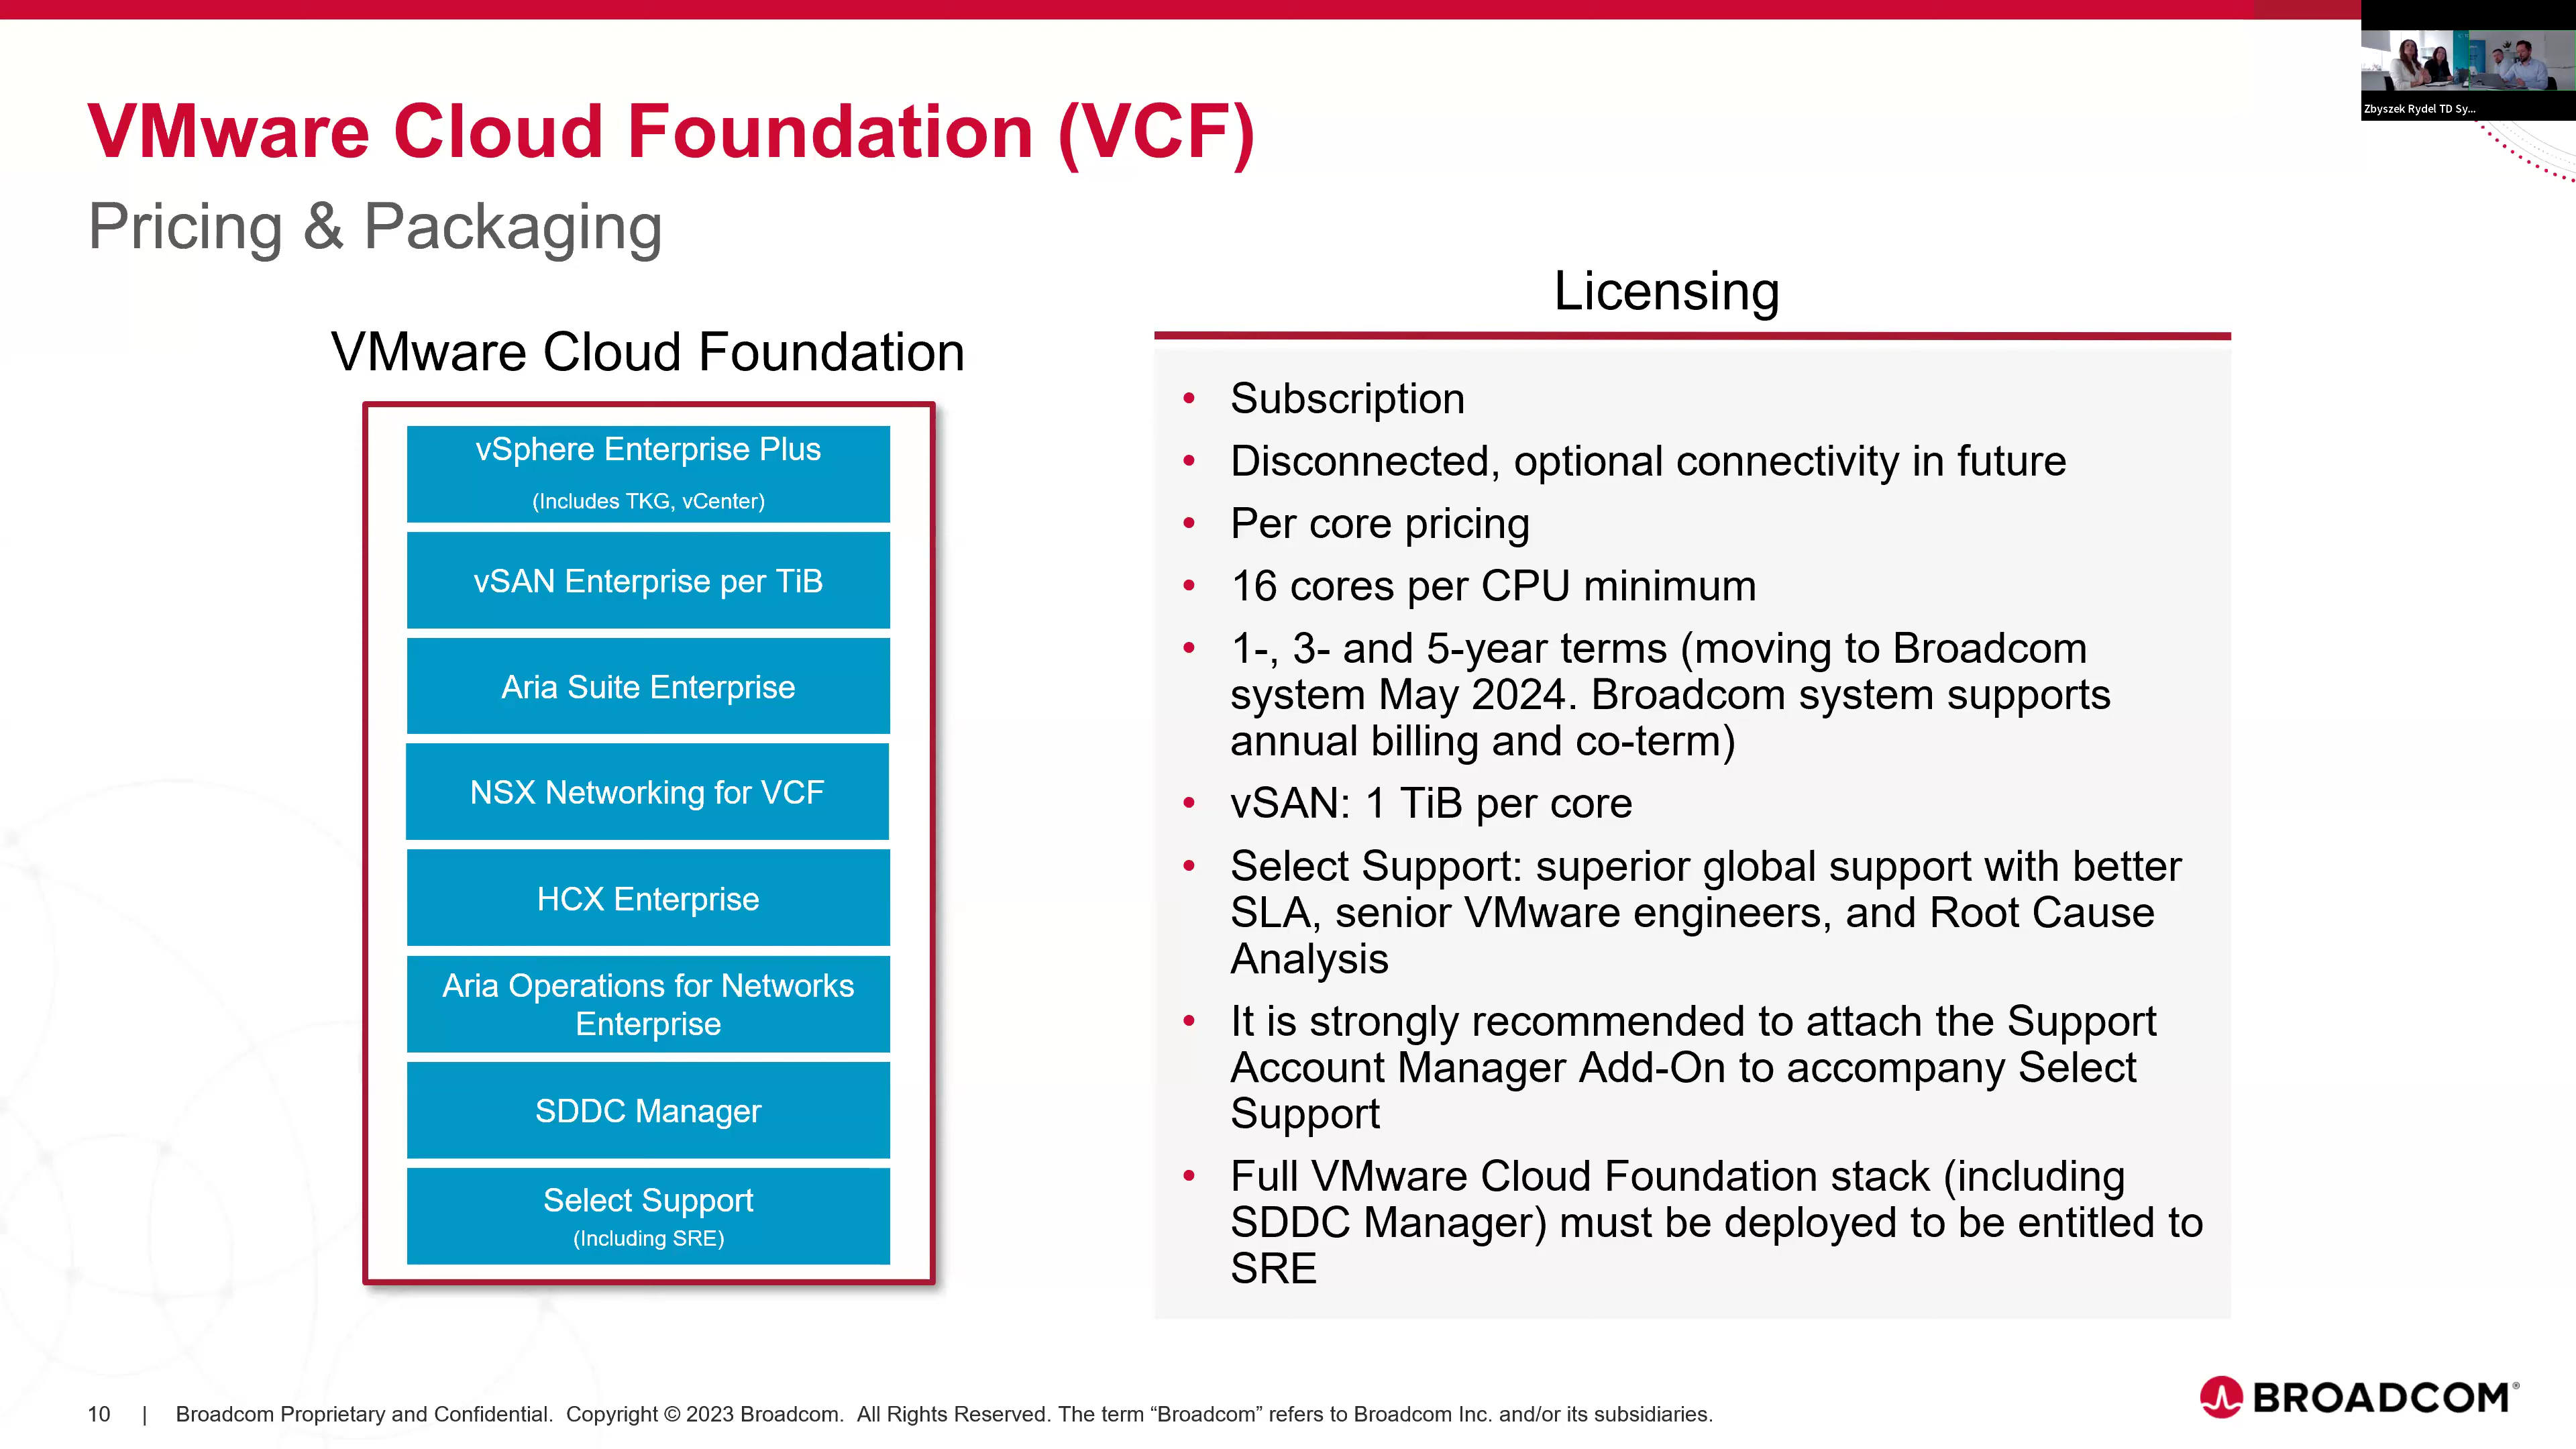 Zbyszek Rydel TD Sy...
VMware Cloud Foundation (VCF)
Pricing & Packaging
VMware Cloud Foundation
vSphere Enterprise Plus
(Includes TKG, vCenter)
vSAN Enterprise per TiB
Aria Suite Enterprise
NSX Networking for VCF
HCX Enterprise
Aria Operations for Networks
Enterprise
SDDC Manager
Select Support
(Including SRE)
Licensing
• Subscription
• Disconnected, optional connectivity in future
• Per core pricing
• 16 cores per CPU minimum
• 1-, 3- and 5-year terms (moving to Broadcom
system May 2024. Broadcom system supports
annual billing and co-term)
• vSAN: 1 TiB per core
• Select Support: superior global support with better
SLA, senior VMware engineers, and Root Cause
Analysis
• It is strongly recommended to attach the Support
Account Manager Add-On to accompany Select
Support
• Full VMware Cloud Foundation stack (including
SDDC Manager) must be deployed to be entitled to
SRE
10 | Broadcom Proprietary and Confidential. Copyright © 2023 Broadcom. All Rights Reserved. The term “Broadcom” refers to Broadcom Inc. and/or its subsidiaries.
BROADCOM®